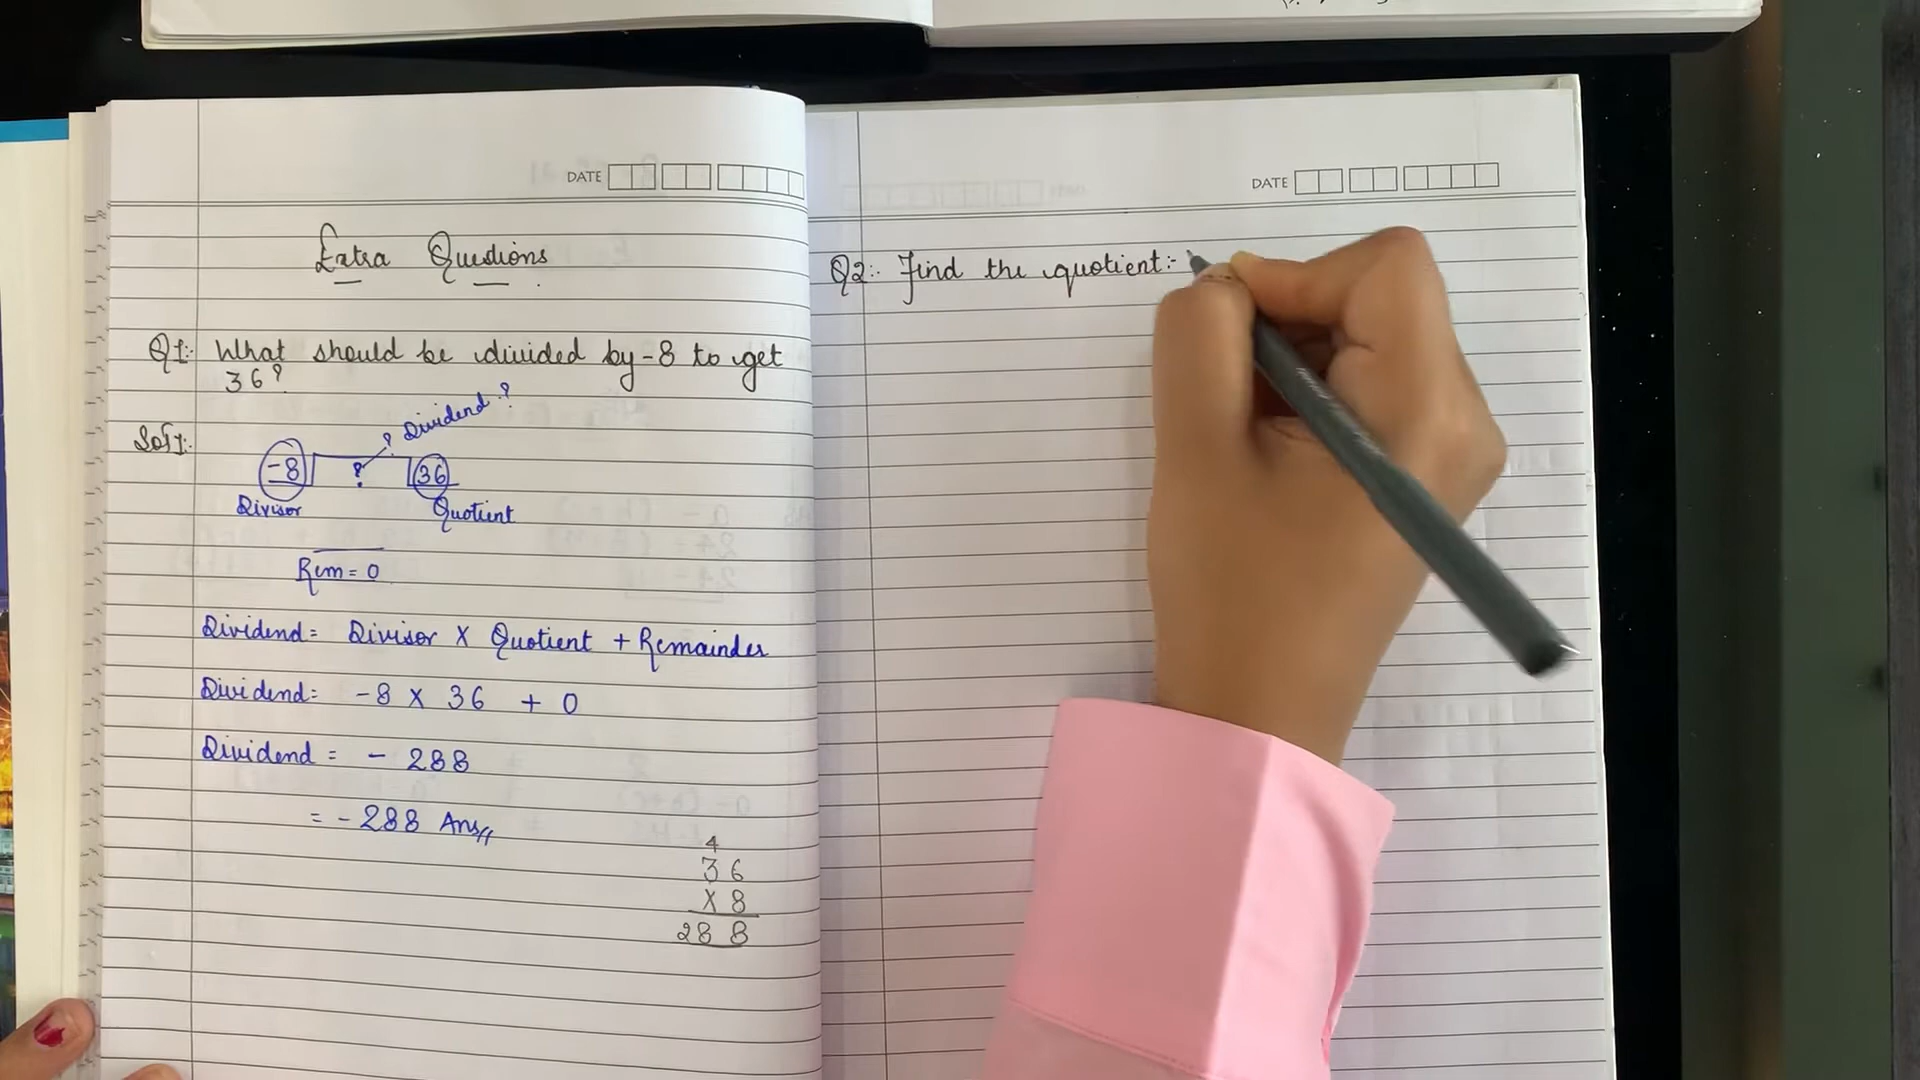 DATE
Extra Questions
Q1:- What should be divided by -8 to get
36?
Sol1:-
? Dividend ?
-8 ? 36
Divisor Quotient
Rem = 0
Dividend = Divisor X Quotient + Remainder
Dividend = -8 X 36 + 0
Dividend = - 288
= - 288 Ans
4
36
X 8
288
DATE
Q2:- Find the quotient:-